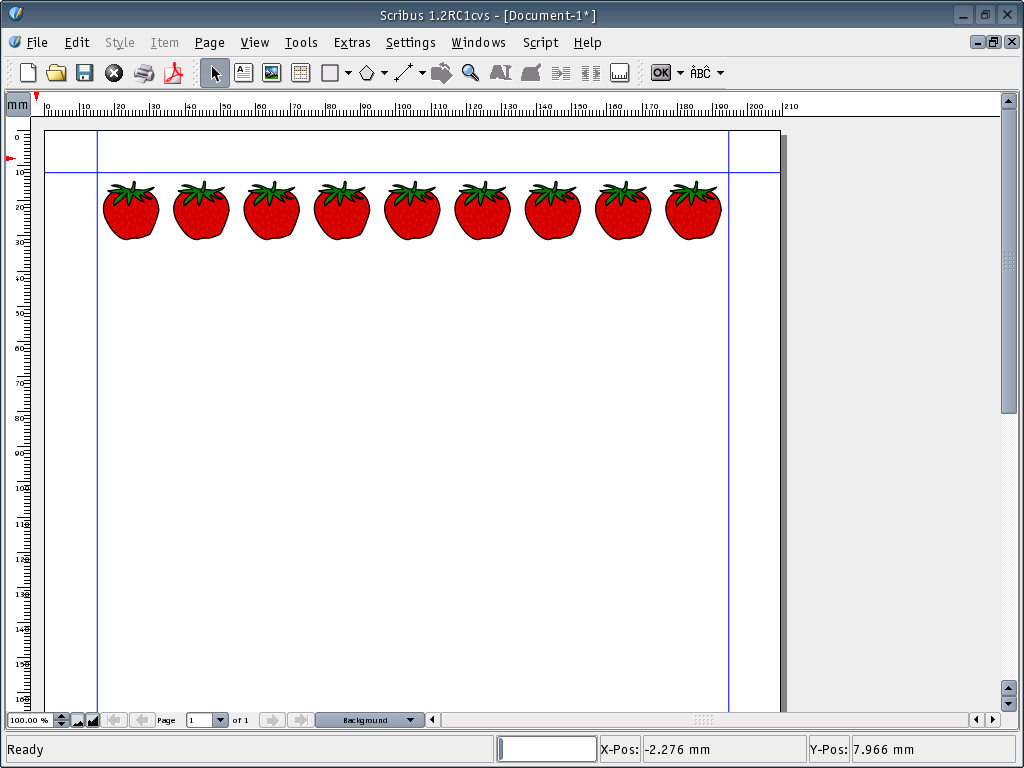 Scribus 1.2RC1cvs - [Document-1*]
File Edit Style Item Page View Tools Extras Settings Windows Script Help
OK ÀBĈ
mm 0 10 20 30 40 50 60 70 80 90 100 110 120 130 140 150 160 170 180 190 200 210
0
10
20
30
40
50
60
70
80
90
100
110
120
130
140
150
160
100.00 % Page 1 of 1 Background
Ready X-Pos: -2.276 mm Y-Pos: 7.966 mm